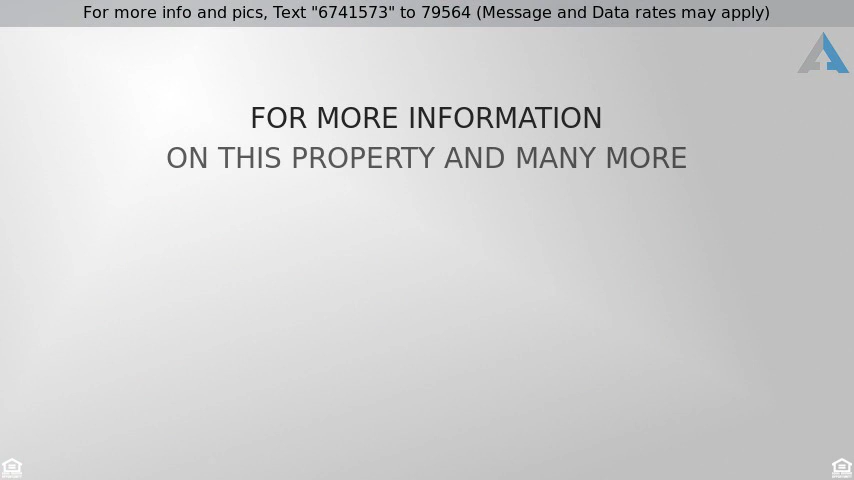 For more info and pics, Text "6741573" to 79564 (Message and Data rates may apply)
FOR MORE INFORMATION
ON THIS PROPERTY AND MANY MORE